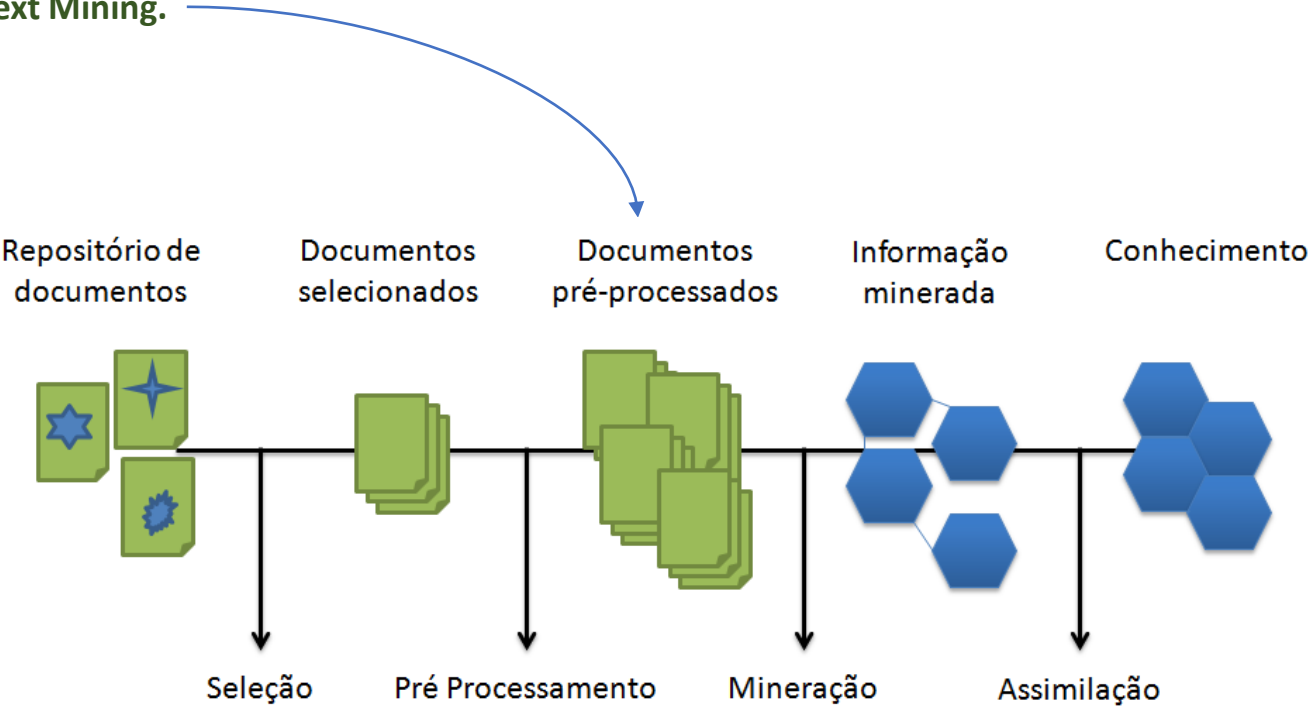 ext Mining.
Repositório de
documentos
Documentos
selecionados
Documentos
pré-processados
Informação
minerada
Conhecimento
Seleção
Pré Processamento
Mineração
Assimilação